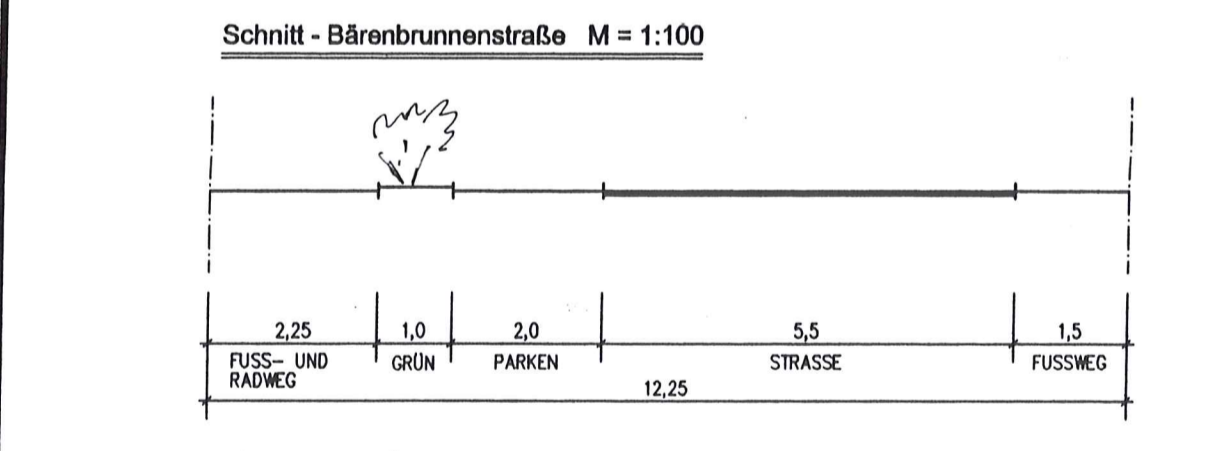 Schnitt - Bärenbrunnenstraße M = 1:100
2,25 1,0 2,0 5,5 1,5
FUSS– UND GRÜN PARKEN STRASSE FUSSWEG
RADWEG
12,25